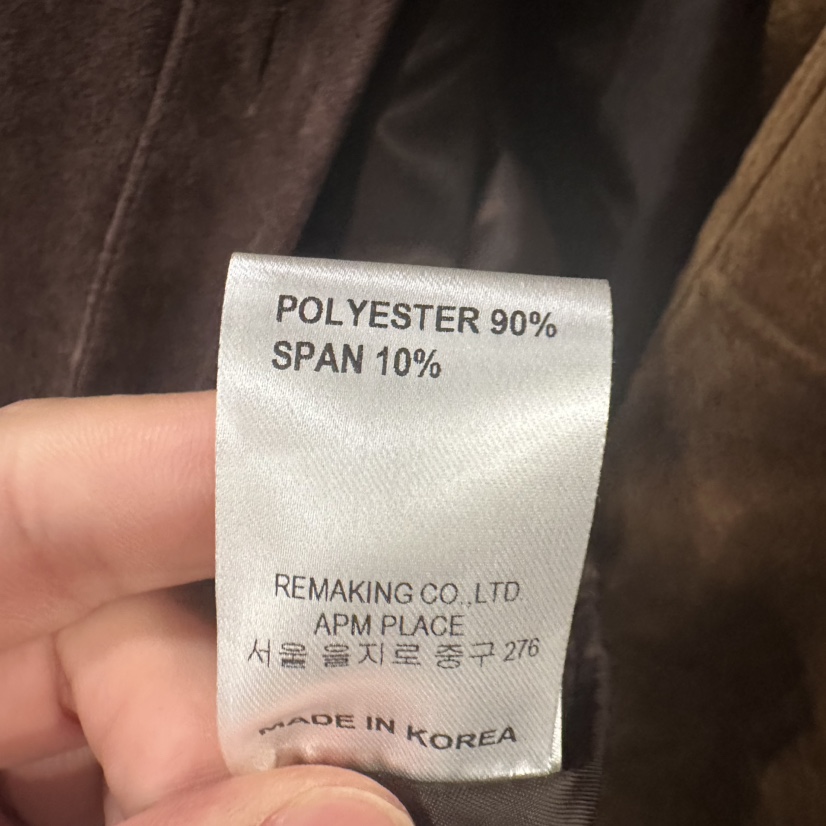 POLYESTER 90%
SPAN 10%
REMAKING CO.,LTD
APM PLACE
서울 을지로 중구 276
MADE IN KOREA